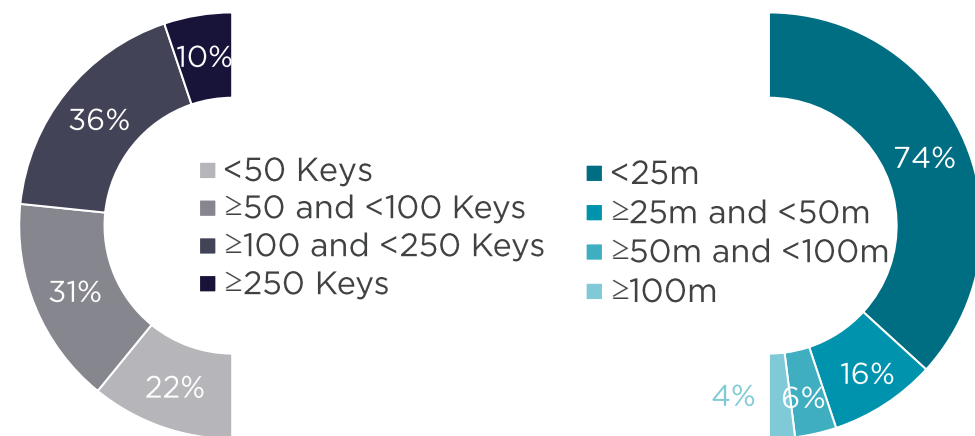 10%
36%
31%
22%
<50 Keys
≥50 and <100 Keys
≥100 and <250 Keys
≥250 Keys
74%
16%
6%
4%
<25m
≥25m and <50m
≥50m and <100m
≥100m